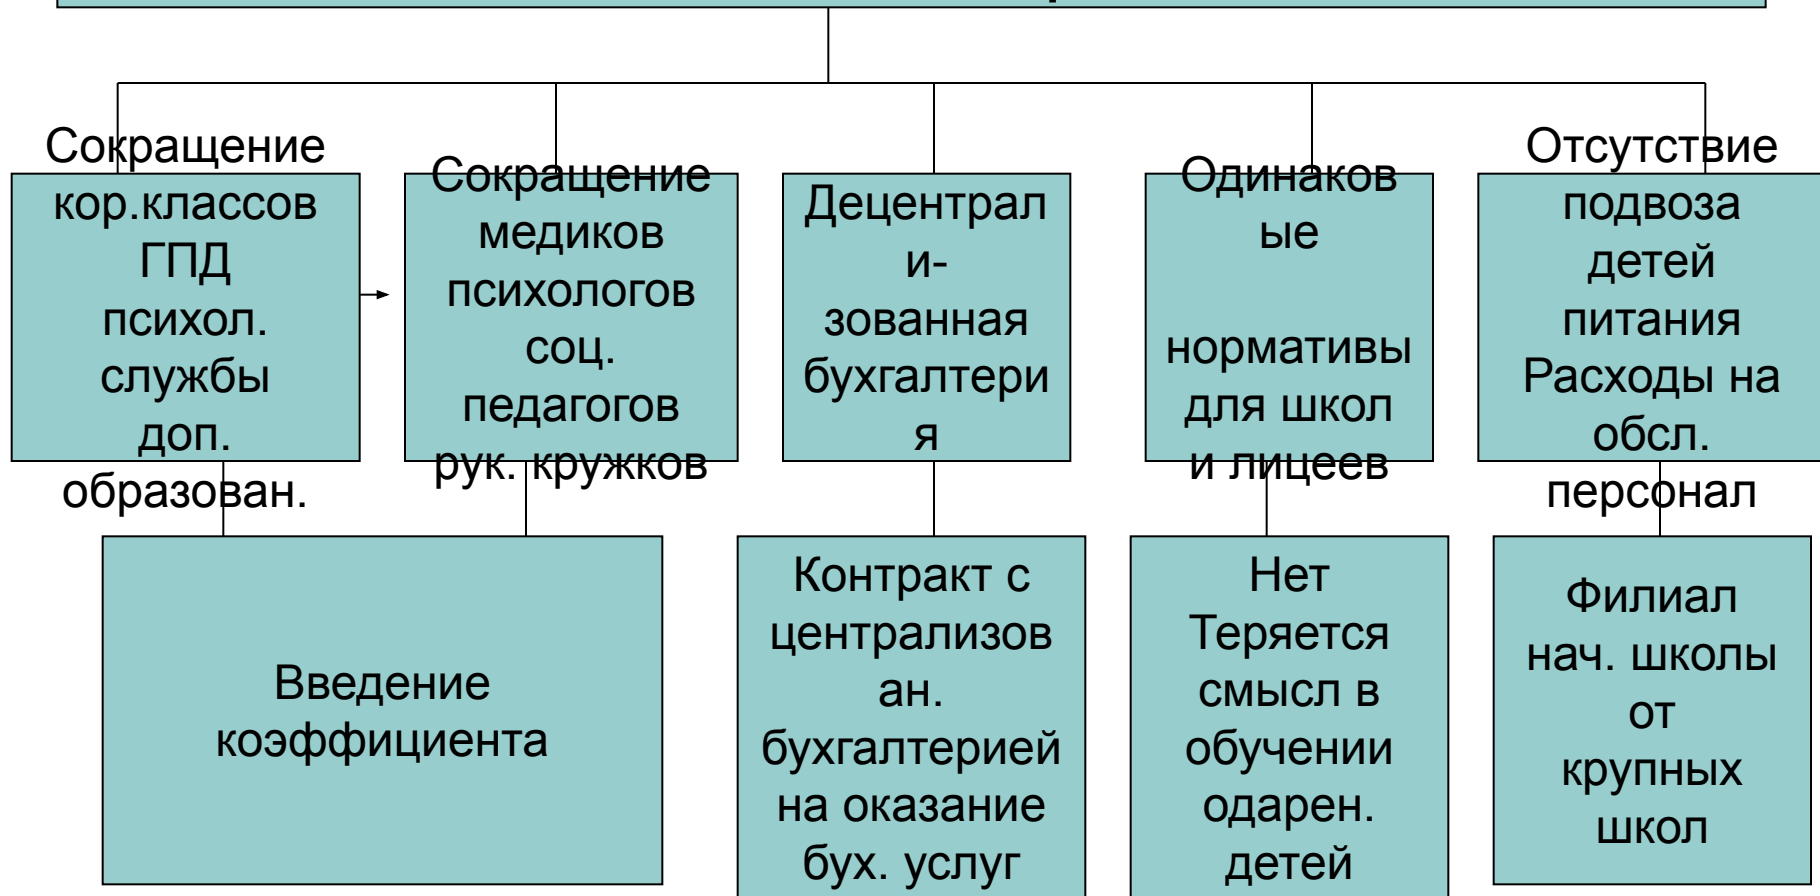 Сокращение
кор.классов
ГПД
психол.
службы
доп.
образован.
Сокращение
медиков
психологов
соц.
педагогов
рук. кружков
Децентрал
и-
зованная
бухгалтери
я
Одинаков
ые
нормативы
для школ
и лицеев
Отсутствие
подвоза
детей
питания
Расходы на
обсл.
персонал
Введение
коэффициента
Контракт с
централизов
ан.
бухгалтерией
на оказание
бух. услуг
Нет
Теряется
смысл в
обучении
одарен.
детей
Филиал
нач. школы
от
крупных
школ